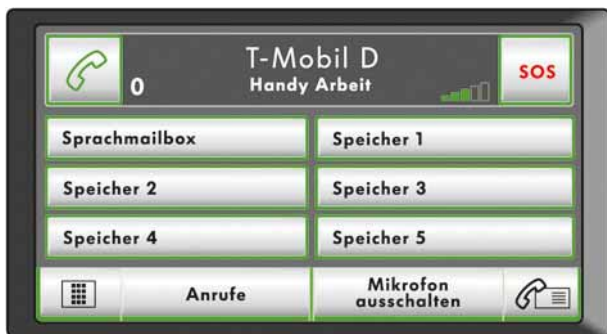 T-Mobil D
0
Handy Arbeit
SOS
Sprachmailbox
Speicher 1
Speicher 2
Speicher 3
Speicher 4
Speicher 5
Anrufe
Mikrofon
ausschalten